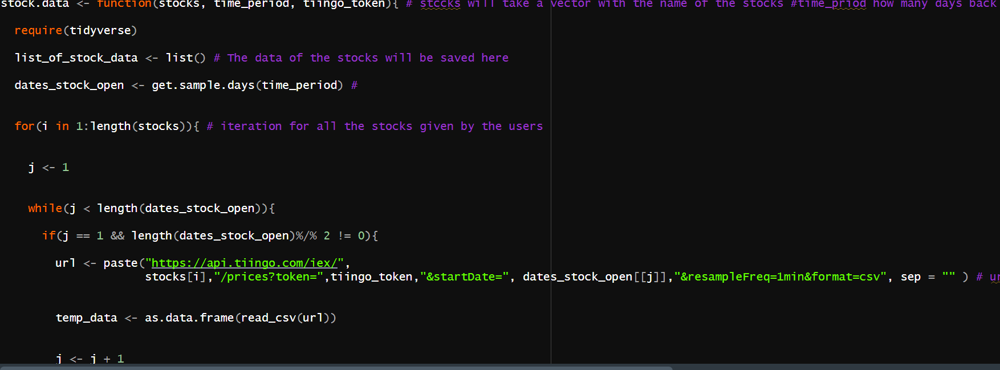 stock.data <- function(stocks, time_period, tiingo_token){ # stccks will take a vector with the name of the stocks #time_priod how many days back
require(tidyverse)
list_of_stock_data <- list() # The data of the stocks will be saved here
dates_stock_open <- get.sample.days(time_period) #
for(i in 1:length(stocks)){ # iteration for all the stocks given by the users
j <- 1
while(j < length(dates_stock_open)){
if(j == 1 && length(dates_stock_open)%/% 2 != 0){
url <- paste("https://api.tiingo.com/iex/",
stocks[i],"/prices?token=",tiingo_token,"&startDate=", dates_stock_open[[j]],"&resampleFreq=1min&format=csv", sep = "" ) #
temp_data <- as.data.frame(read_csv(url))
j <- j + 1